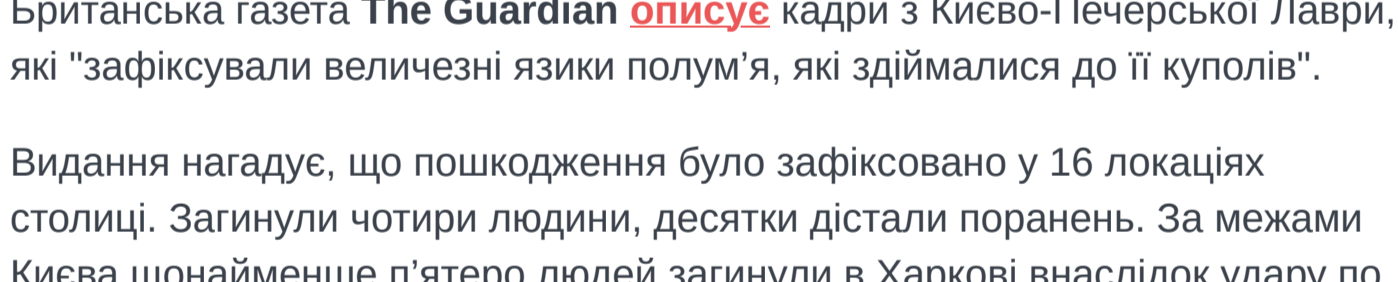 Британська газета The Guardian описує кадри з Києво-Печерської Лаври,
які "зафіксували величезні язики полум’я, які здіймалися до її куполів".
Видання нагадує, що пошкодження було зафіксовано у 16 локаціях
столиці. Загинули чотири людини, десятки дістали поранень. За межами
Києва щонайменше п’ятеро людей загинули в Харкові внаслідок удару по